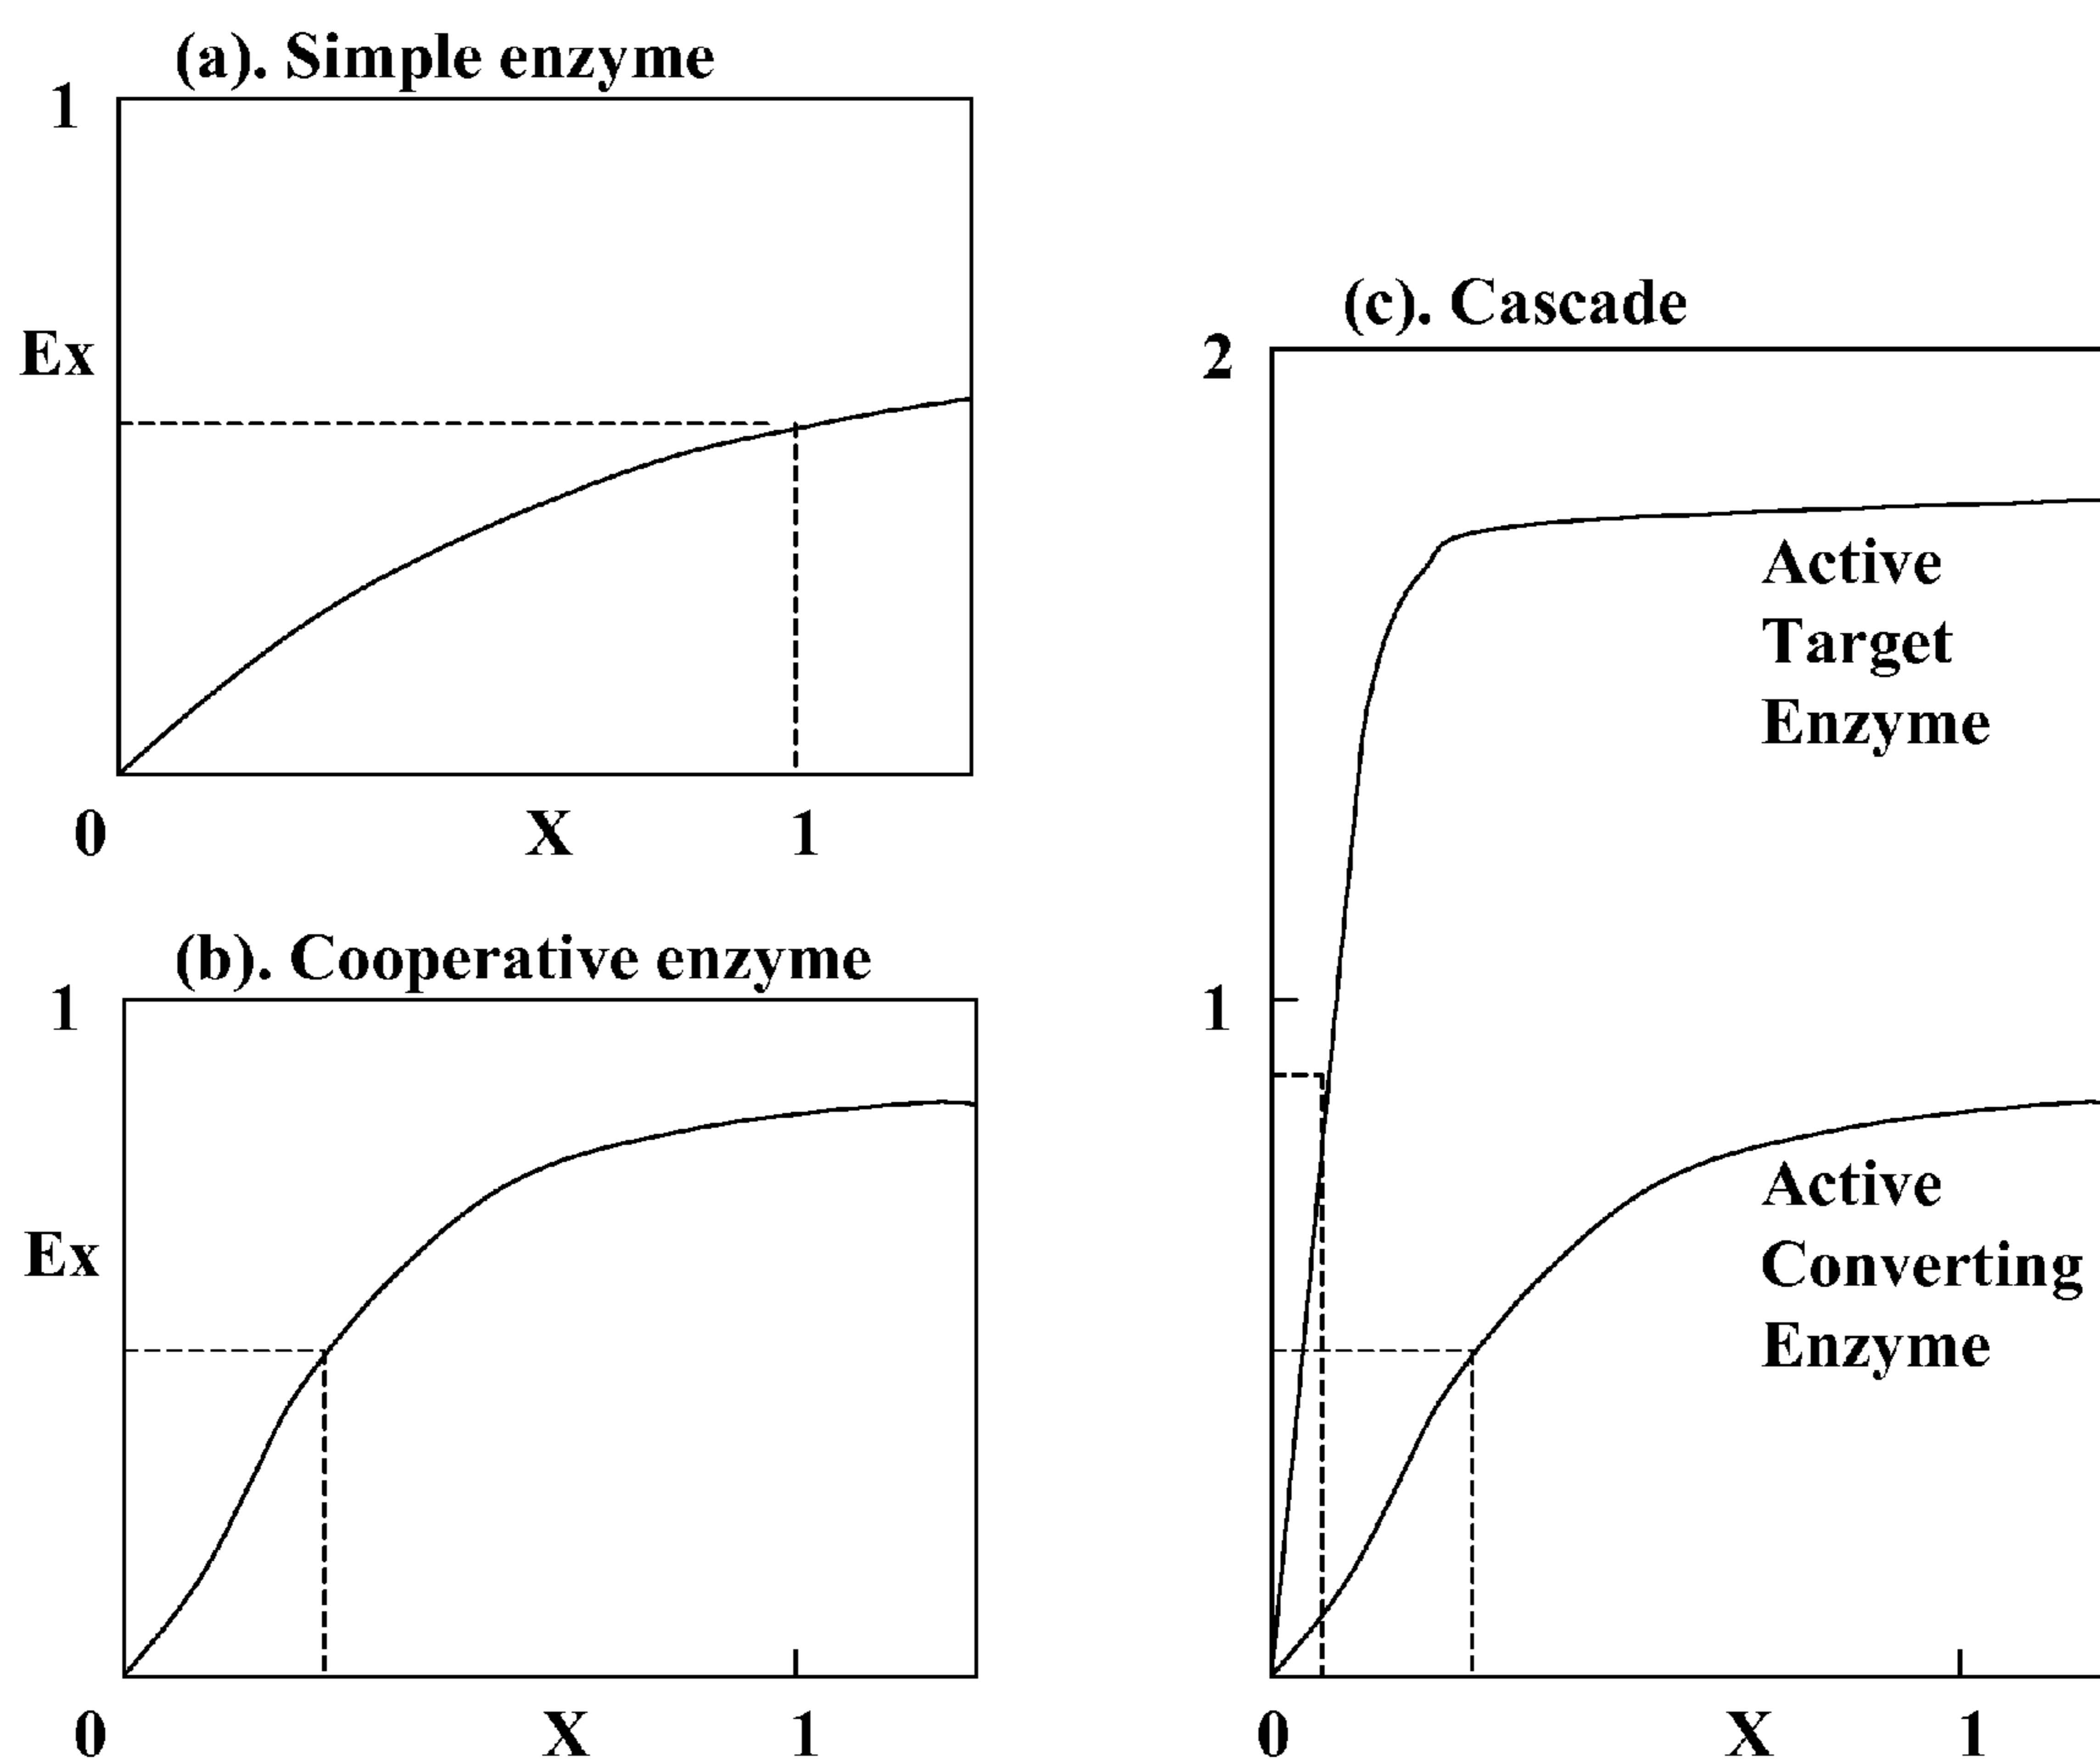 (a). Simple enzyme
1
Ex
0
X
1
(b). Cooperative enzyme
1
Ex
0
X
1
(c). Cascade
2
Active
Target
Enzyme
1
Active
Converting
Enzyme
0
X
1